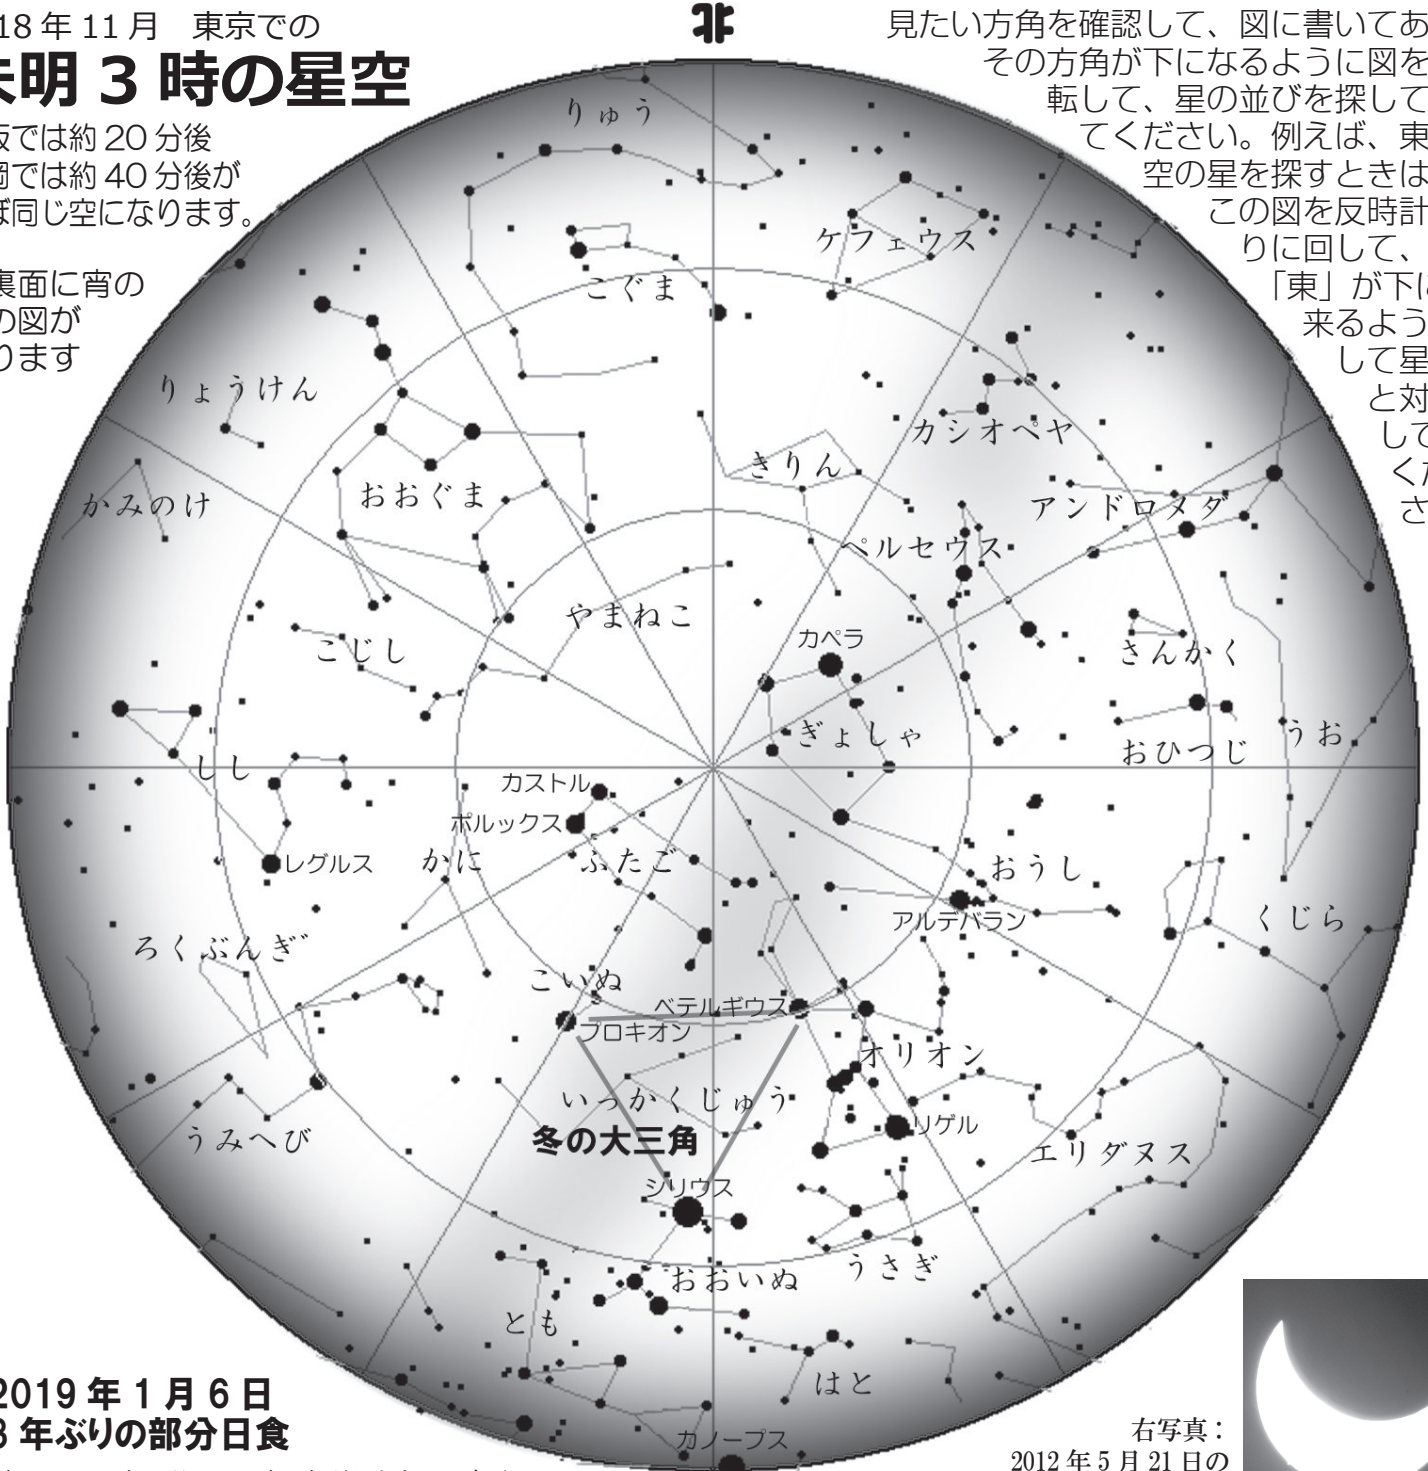 18年11月　東京での
未明3時の星空
阪では約20分後
岡では約40分後が
ぼ同じ空になります。
裏面に宵の
の図が
ります
北
見たい方角を確認して、図に書いてあ
その方角が下になるように図を
転して、星の並びを探して
てください。例えば、東
空の星を探すときは
この図を反時計
りに回して、
「東」が下に
来るよう
して星
と対
して
くだ
さ
りゅう
ケフェウス
こぐま
りょうけん
カシオペヤ
きりん
かみのけ
おおぐま
アンドロメダ
ペルセウス
やまねこ
カペラ
こじし
さんかく
ぎょしゃ
うお
おひつじ
しし
カストル
ポルックス
レグルス
かに
ふたご
おうし
アルデバラン
くじら
ろくぶんぎ
こいぬ
ベテルギウス
プロキオン
オリオン
いっかくじゅう
リゲル
うみへび
冬の大三角
エリダヌス
シリウス
おおいぬ
うさぎ
とも
はと
カノープス
2019年1月6日
3年ぶりの部分日食
右写真：
2012年5月21日の